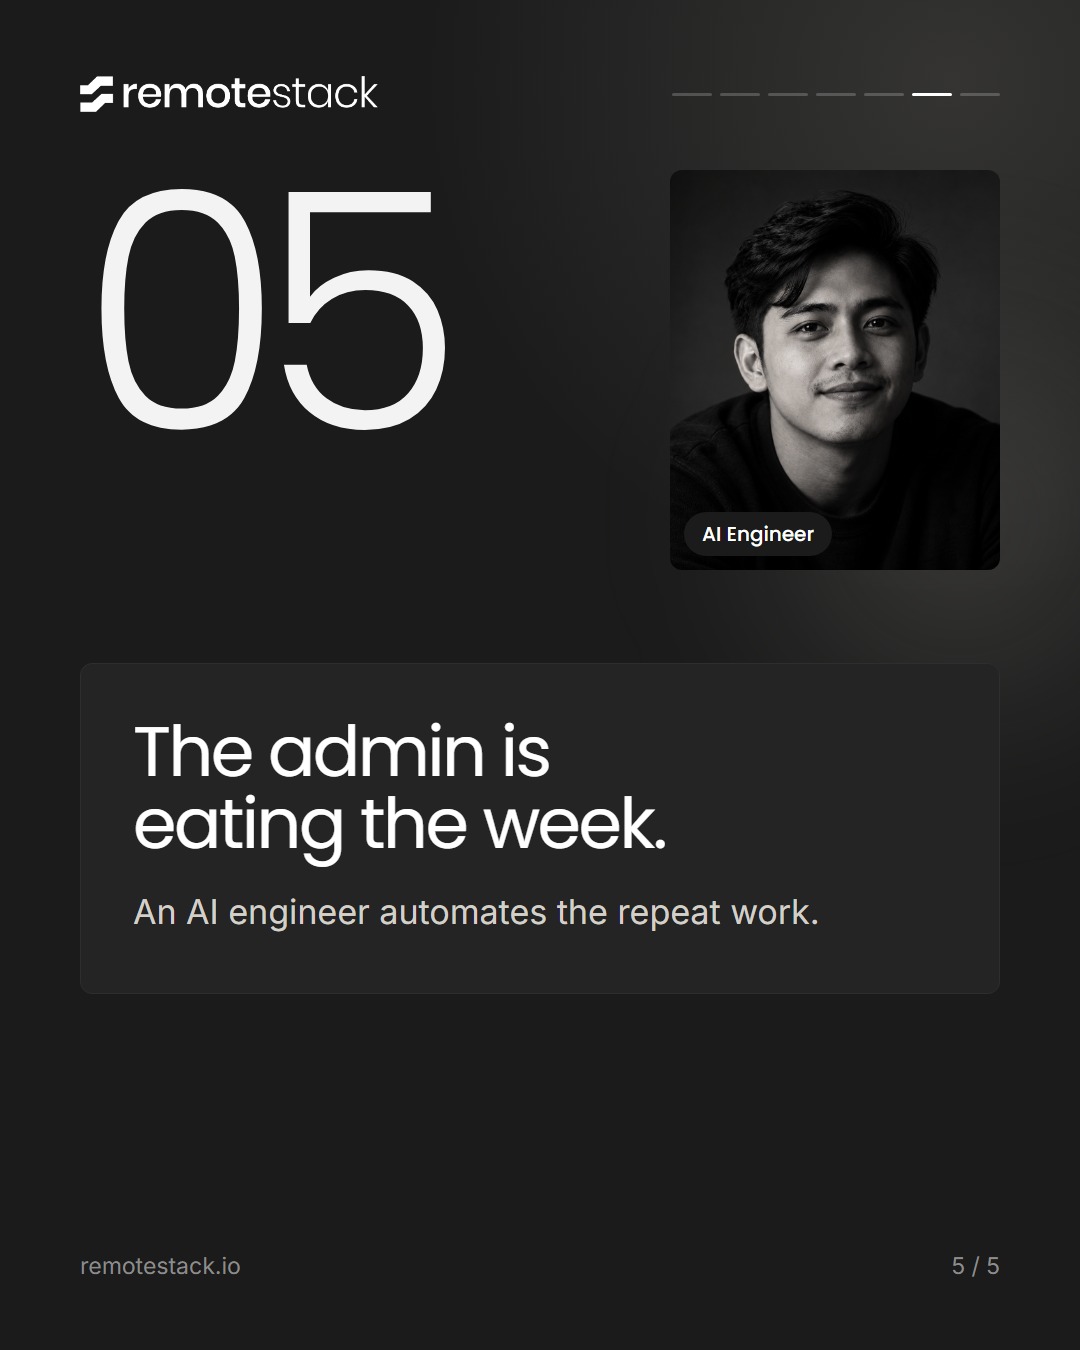 remotestack
05
AI Engineer
The admin is
eating the week.
An AI engineer automates the repeat work.
remotestack.io
5 / 5